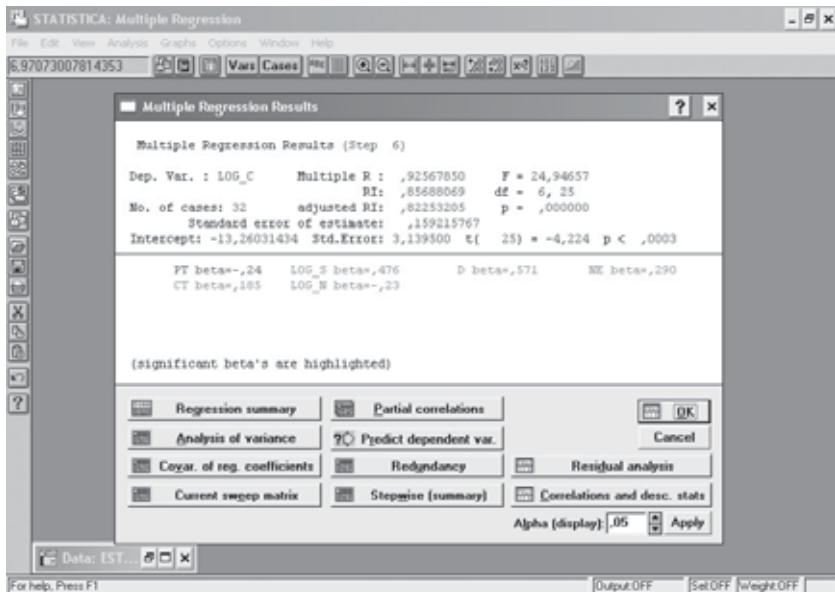 STATISTICA: Multiple Regression
File Edit View Analysis Graphs Options Window Help
6,97073007814353 Vars Cases
Multiple Regression Results
Multiple Regression Results (Step 6)
Dep. Var. : LOG_C Multiple R : ,92567850 F = 24,94657
RI: ,85688069 df = 6, 25
No. of cases: 32 adjusted RI: ,82253205 p = ,000000
Standard error of estimate: ,159215767
Intercept: -13,26031434 Std.Error: 3,139500 t( 25) = -4,224 p < ,0003
PT beta=-,24 LOG_S beta=,476 D beta=,571 NE beta=,290
CT beta=,185 LOG_N beta=-,23
(significant beta's are highlighted)
Regression summary Partial correlations OK
Analysis of variance Predict dependent var. Cancel
Covar. of reg. coefficients Redundancy Residual analysis
Current sweep matrix Stepwise (summary) Correlations and desc. stats
Alpha (display): ,05 Apply
Data: EST...
For help, Press F1 Output:OFF Sel:OFF Weight:OFF